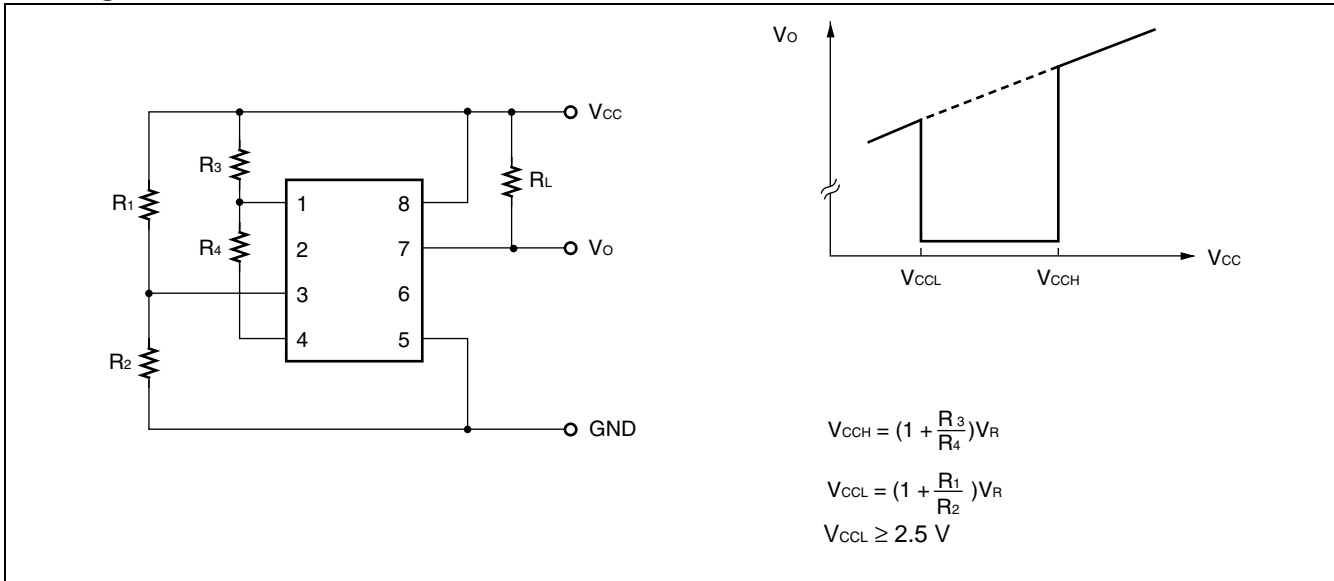 VCC
R3
R1
R4
R2
RL
1 8
2 7
3 6
4 5
VO
GND
VO
VCC
VCCL VCCH
VCCH = (1 + R3/R4)VR
VCCL = (1 + R1/R2)VR
VCCL ≥ 2.5 V